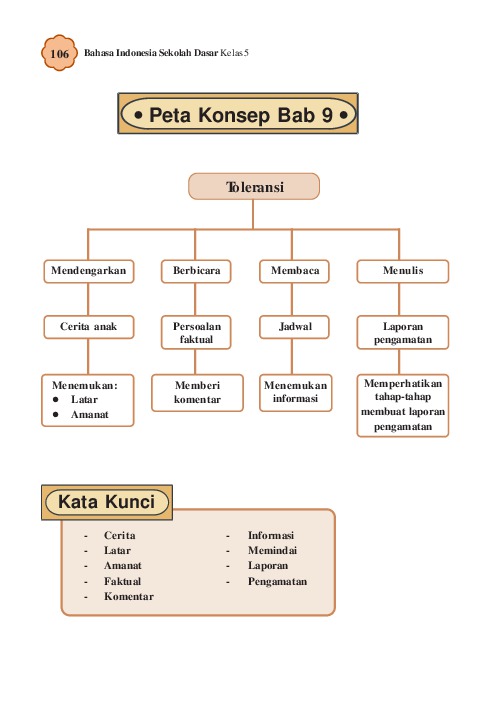 106 Bahasa Indonesia Sekolah Dasar Kelas 5
• Peta Konsep Bab 9 •
Toleransi
Mendengarkan
Berbicara
Membaca
Menulis
Cerita anak
Persoalan
faktual
Jadwal
Laporan
pengamatan
Menemukan:
● Latar
● Amanat
Memberi
komentar
Menemukan
informasi
Memperhatikan
tahap-tahap
membuat laporan
pengamatan
Kata Kunci
- Cerita
- Latar
- Amanat
- Faktual
- Komentar
- Informasi
- Memindai
- Laporan
- Pengamatan